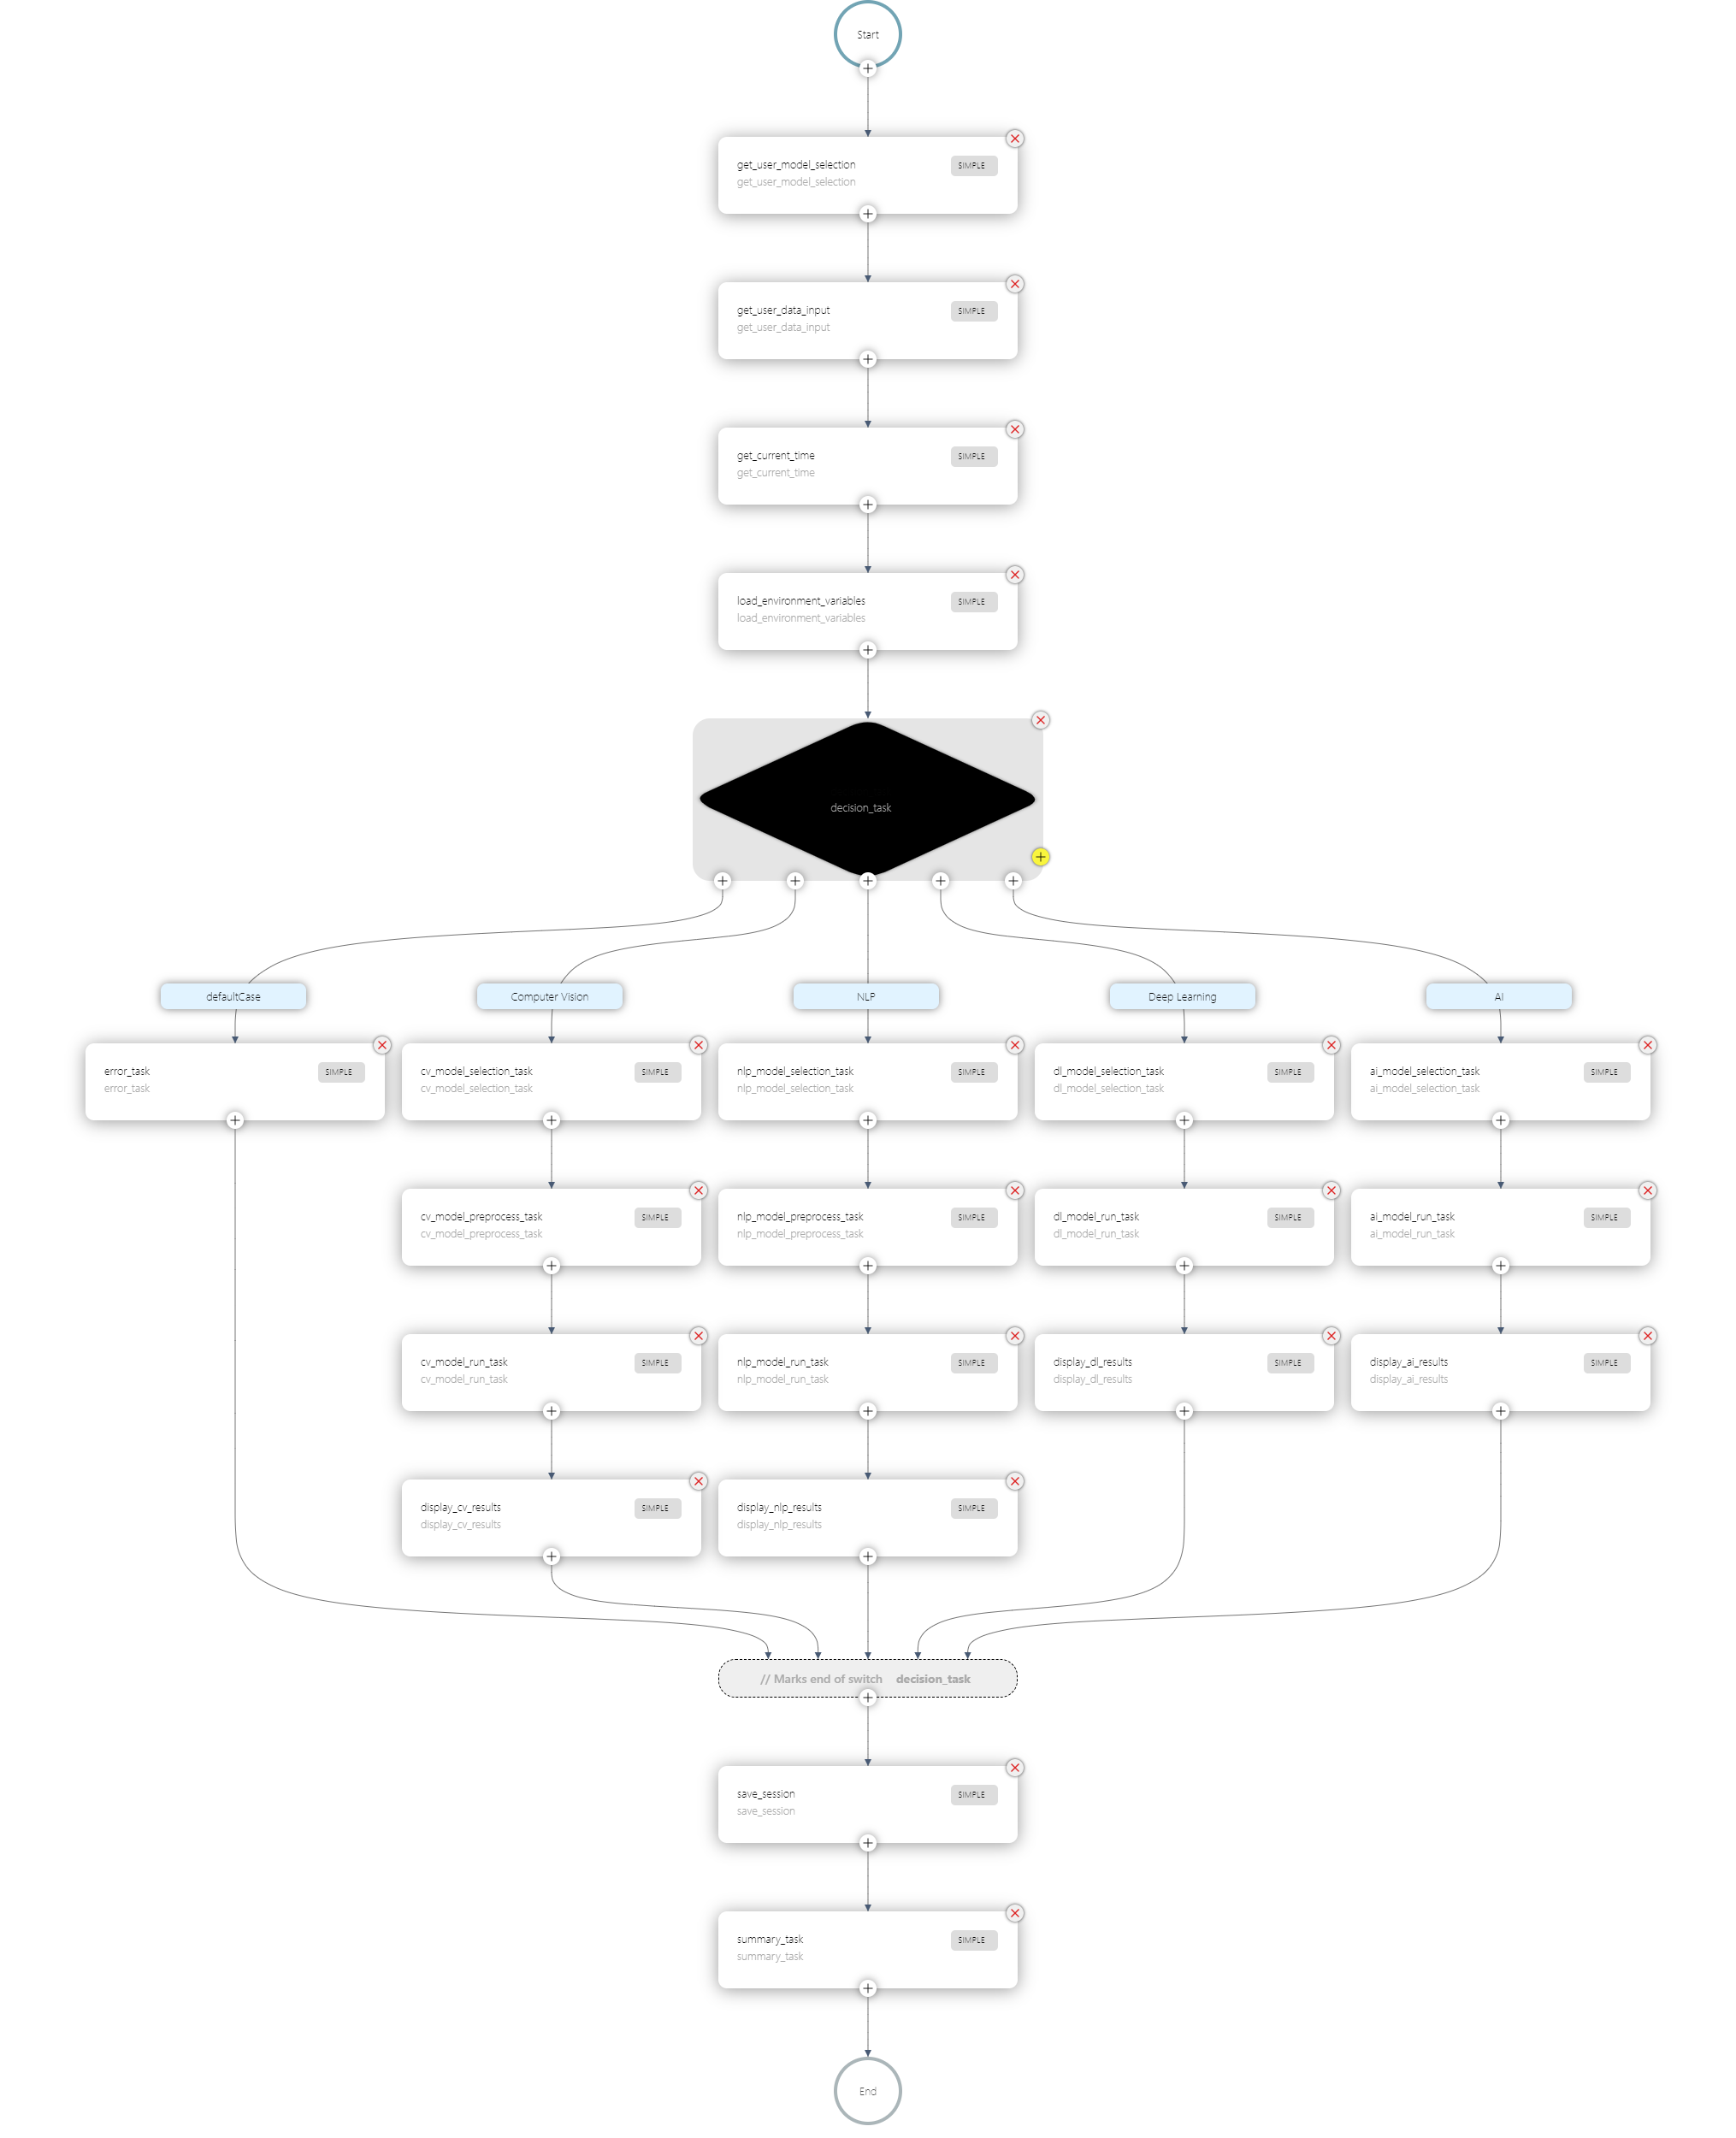 Start
get_user_model_selection SIMPLE
get_user_model_selection
get_user_data_input SIMPLE
get_user_data_input
get_current_time SIMPLE
get_current_time
load_environment_variables SIMPLE
load_environment_variables
decision_task
defaultCase
Computer Vision
NLP
Deep Learning
AI
error_task SIMPLE
error_task
cv_model_selection_task SIMPLE
cv_model_selection_task
nlp_model_selection_task SIMPLE
nlp_model_selection_task
dl_model_selection_task SIMPLE
dl_model_selection_task
ai_model_selection_task SIMPLE
ai_model_selection_task
cv_model_preprocess_task SIMPLE
cv_model_preprocess_task
nlp_model_preprocess_task SIMPLE
nlp_model_preprocess_task
dl_model_run_task SIMPLE
dl_model_run_task
ai_model_run_task SIMPLE
ai_model_run_task
cv_model_run_task SIMPLE
cv_model_run_task
nlp_model_run_task SIMPLE
nlp_model_run_task
display_dl_results SIMPLE
display_dl_results
display_ai_results SIMPLE
display_ai_results
display_cv_results SIMPLE
display_cv_results
display_nlp_results SIMPLE
display_nlp_results
// Marks end of switch decision_task
save_session SIMPLE
save_session
summary_task SIMPLE
summary_task
End